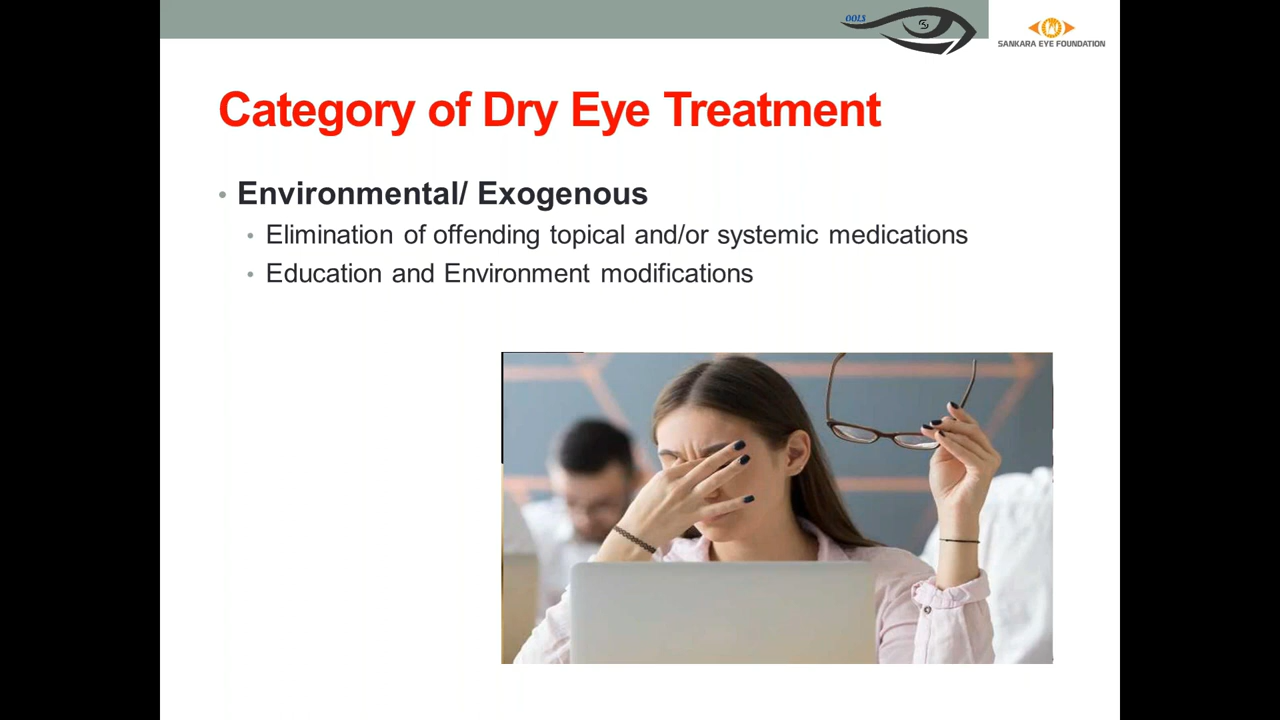 OOLS
SANKARA EYE FOUNDATION
Category of Dry Eye Treatment
• Environmental/ Exogenous
• Elimination of offending topical and/or systemic medications
• Education and Environment modifications